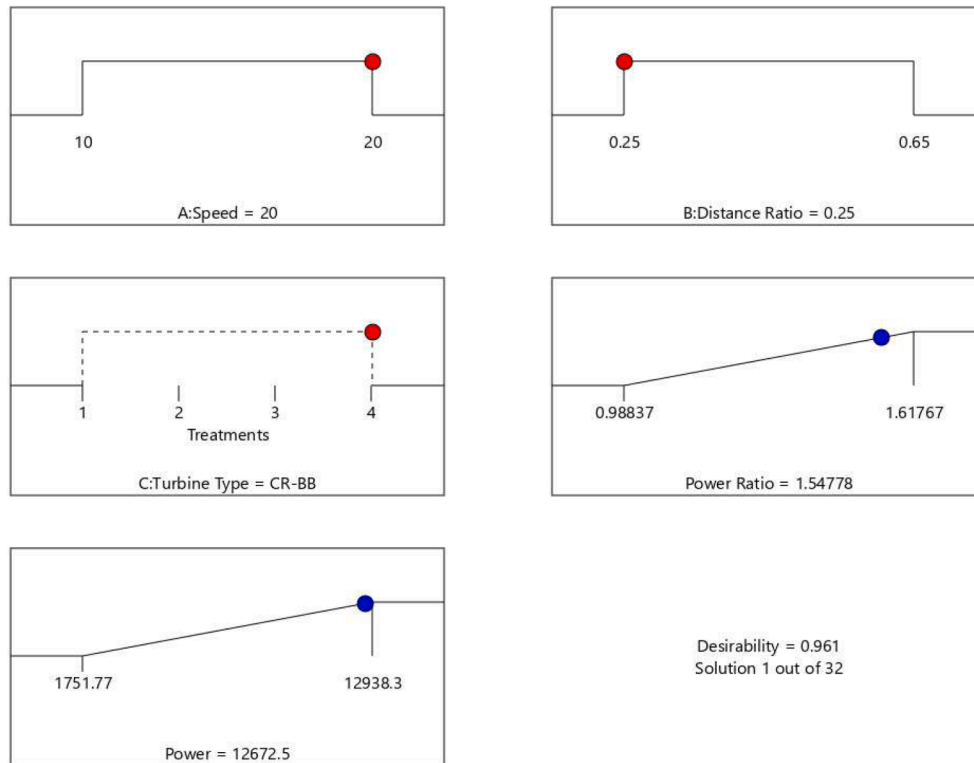 10 20
A:Speed = 20
0.25 0.65
B:Distance Ratio = 0.25
1 2 3 4
Treatments
C:Turbine Type = CR-BB
0.98837 1.61767
Power Ratio = 1.54778
1751.77 12938.3
Power = 12672.5
Desirability = 0.961
Solution 1 out of 32